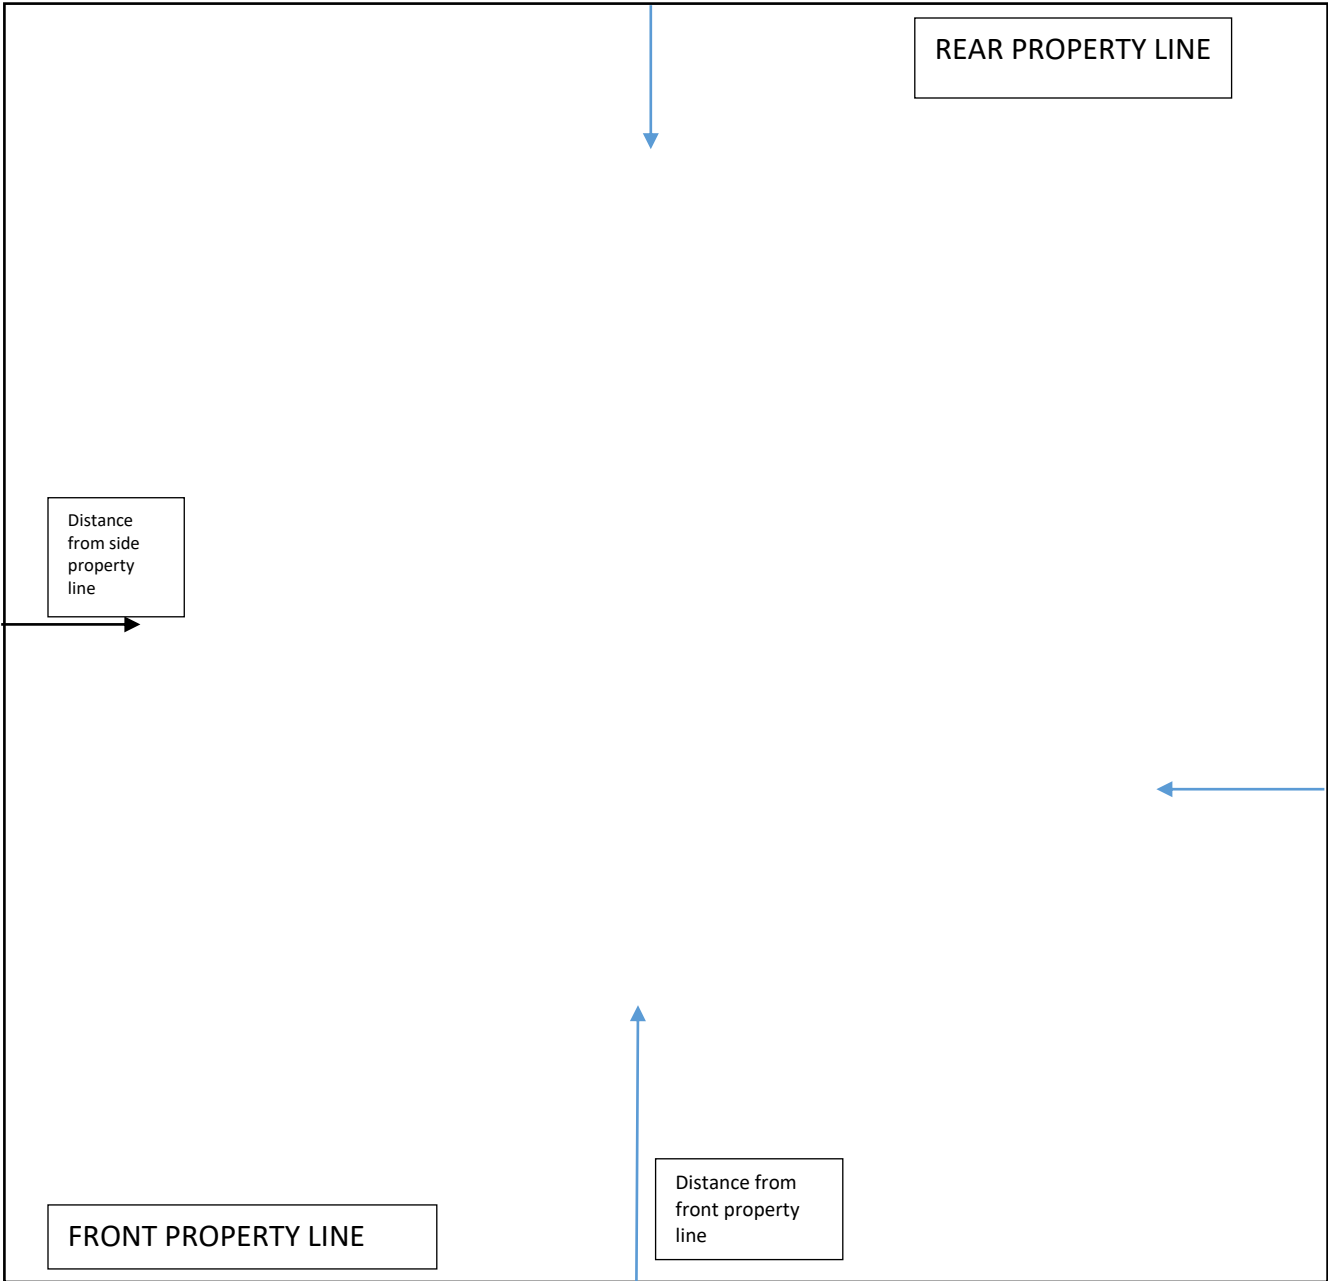 REAR PROPERTY LINE
Distance
from side
property
line
Distance from
front property
line
FRONT PROPERTY LINE